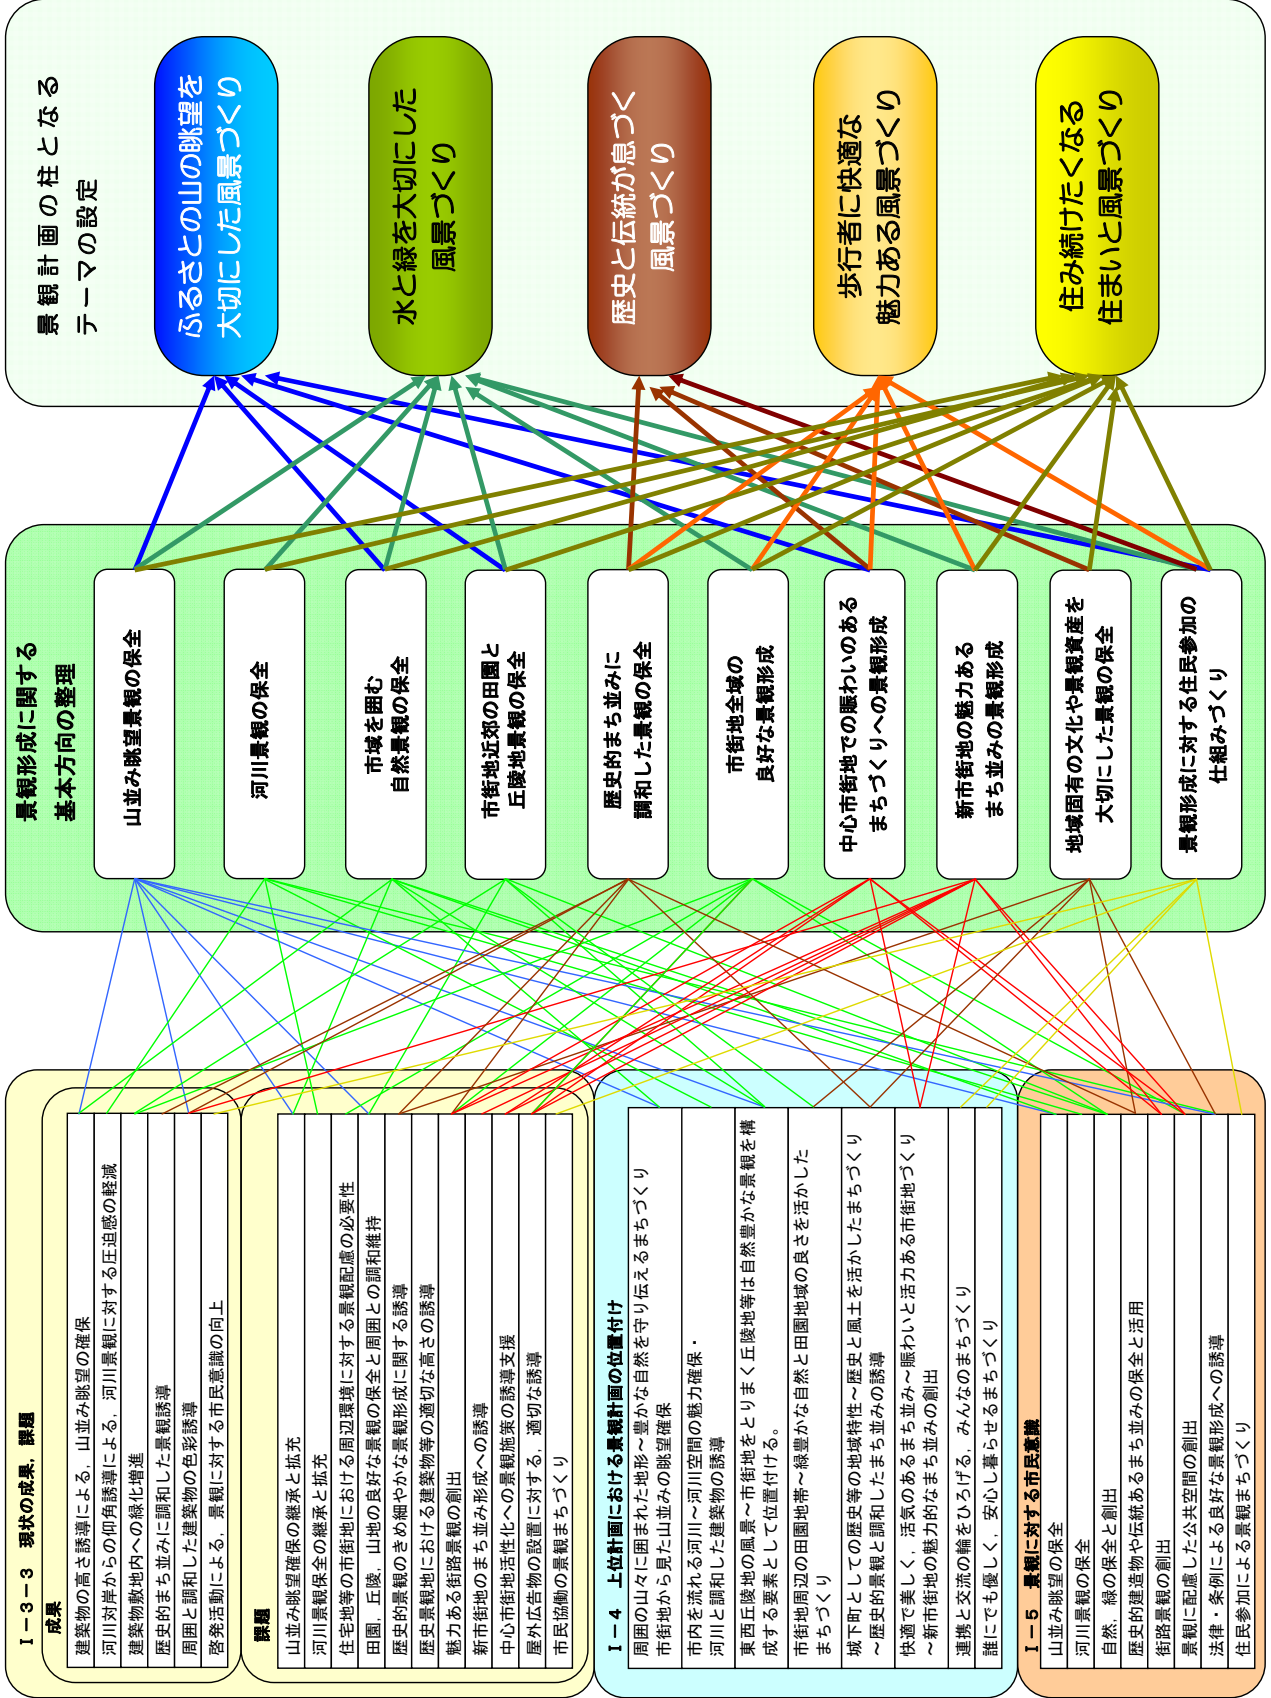 Ⅰ－３－３　現状の成果，課題
成果
建築物の高さ誘導による，山並み眺望の確保
河川対岸からの仰角誘導による，河川景観に対する圧迫感の軽減
建築物敷地内への緑化増進
歴史的まち並みに調和した景観誘導
周囲と調和した建築物の色彩誘導
啓発活動による，景観に対する市民意識の向上
課題
山並み眺望確保の継承と拡充
河川景観保全の継承と拡充
住宅地等の市街地における周辺環境に対する景観配慮の必要性
田園，丘陵，山地の良好な景観の保全と周囲との調和維持
歴史的景観のきめ細やかな景観形成に関する誘導
歴史景観地における建築物等の適切な高さの誘導
魅力ある街路景観の創出
新市街地のまち並み形成への誘導
中心市街地活性化への景観施策の誘導支援
屋外広告物の設置に対する，適切な誘導
市民協働の景観まちづくり
Ⅰ－４　上位計画における景観計画の位置付け
周囲の山々に囲まれた地形～豊かな自然を守り伝えるまちづくり
市街地から見た山並みの眺望確保
市内を流れる河川～河川空間の魅力確保・
河川と調和した建築物の誘導
東西丘陵地の風景～市街地をとりまく丘陵地等は自然豊かな景観を構
成する要素として位置付ける。
市街地周辺の田園地帯～緑豊かな自然と田園地域の良さを活かした
まちづくり
城下町としての歴史等の地域特性～歴史と風土を活かしたまちづくり
～歴史的景観と調和したまち並みの誘導
快適で美しく，活気のあるまち並み～賑わいと活力ある市街地づくり
～新市街地の魅力的なまち並みの創出
連携と交流の輪をひろげる，みんなのまちづくり
誰にでも優しく，安心し暮らせるまちづくり
Ⅰ－５　景観に対する市民意識
山並み眺望の保全
河川景観の保全
自然，緑の保全と創出
歴史的建造物や伝統あるまち並みの保全と活用
街路景観の創出
景観に配慮した公共空間の創出
法律・条例による良好な景観形成への誘導
住民参加による景観まちづくり
景観形成に関する
基本方向の整理
山並み眺望景観の保全
河川景観の保全
市域を囲む
自然景観の保全
市街地近郊の田園と
丘陵地景観の保全
歴史的まち並みに
調和した景観の保全
市街地全域の
良好な景観形成
中心市街地での賑わいのある
まちづくりへの景観形成
新市街地の魅力ある
まち並みの景観形成
地域固有の文化や景観資産を
大切にした景観の保全
景観形成に対する住民参加の
仕組みづくり
景観計画の柱となる
テーマの設定
ふるさとの山の眺望を
大切にした風景づくり
水と緑を大切にした
風景づくり
歴史と伝統が息づく
風景づくり
歩行者に快適な
魅力ある風景づくり
住み続けたくなる
住まいと風景づくり